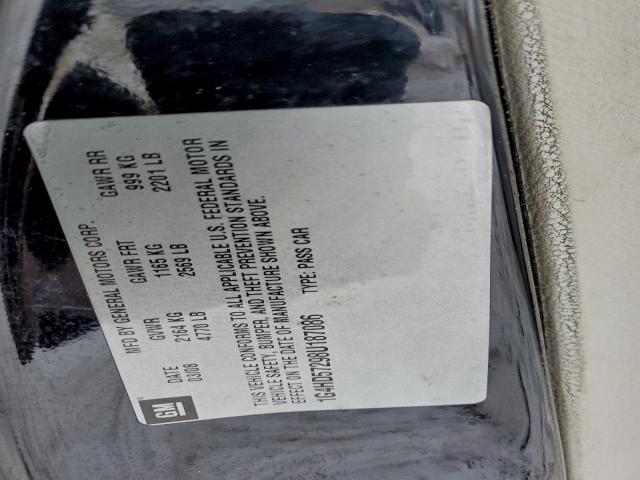 GM
MFD BY GENERAL MOTORS CORP.
DATE GVWR GAWR FRT GAWR RR
03/08 2164 KG 1165 KG 999 KG
4770 LB 2569 LB 2201 LB
THIS VEHICLE CONFORMS TO ALL APPLICABLE U.S. FEDERAL MOTOR
VEHICLE SAFETY, BUMPER, AND THEFT PREVENTION STANDARDS IN
EFFECT ON THE DATE OF MANUFACTURE SHOWN ABOVE.
1G4HD57298U187086 TYPE: PASS CAR